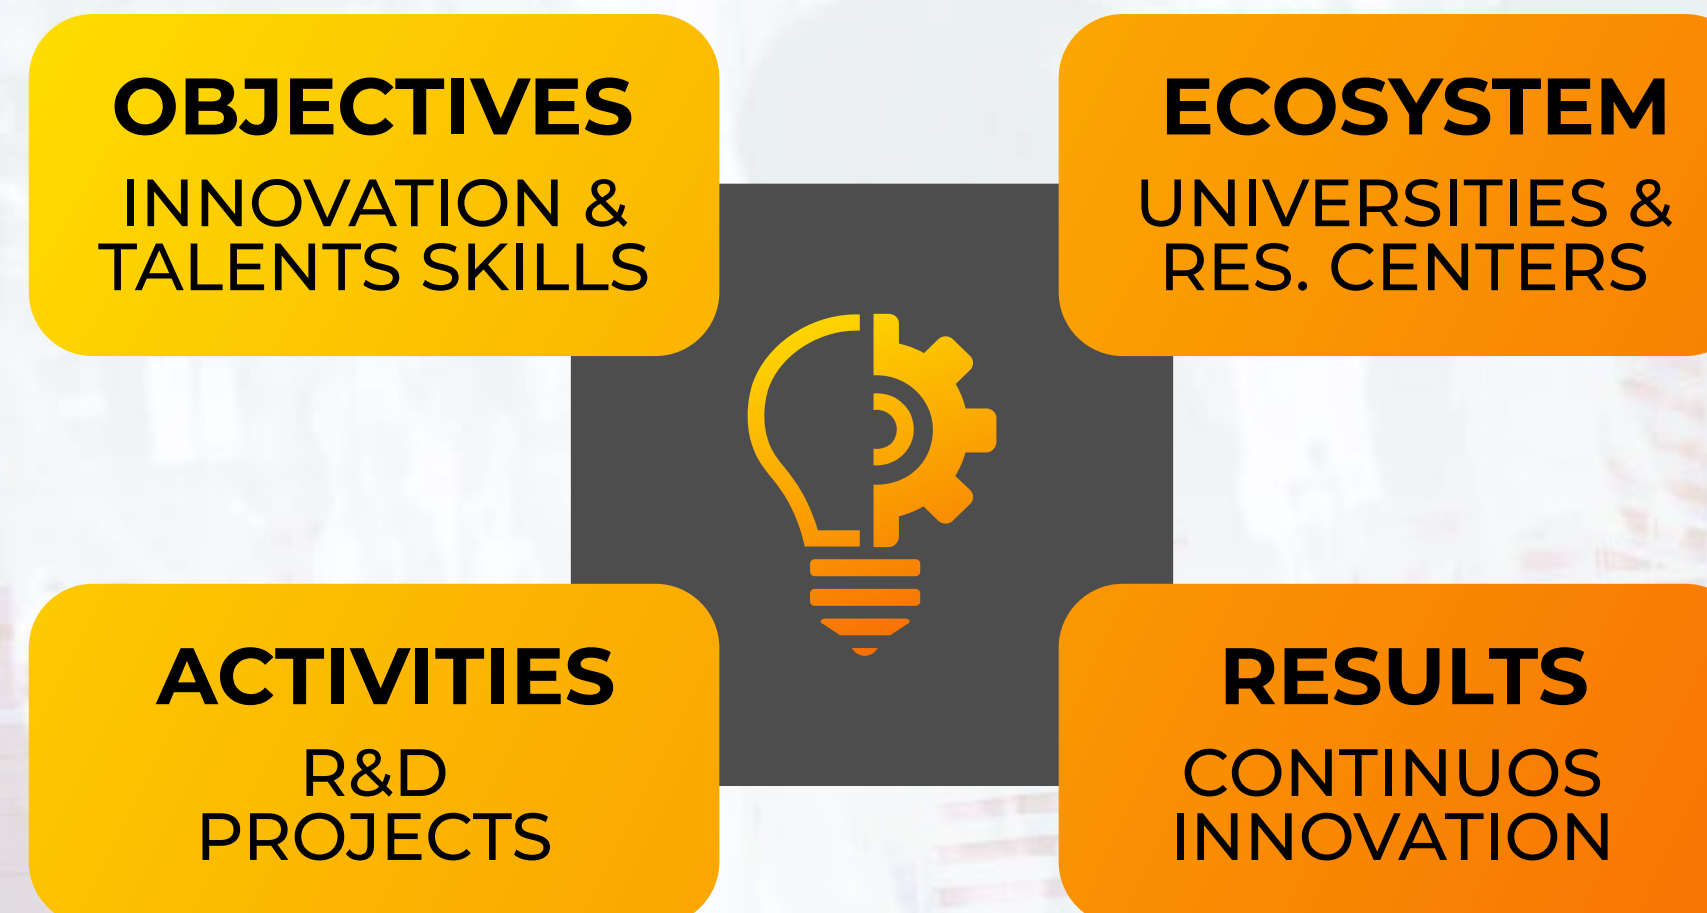 OBJECTIVES
INNOVATION &
TALENTS SKILLS
ECOSYSTEM
UNIVERSITIES &
RES. CENTERS
ACTIVITIES
R&D
PROJECTS
RESULTS
CONTINUOS
INNOVATION